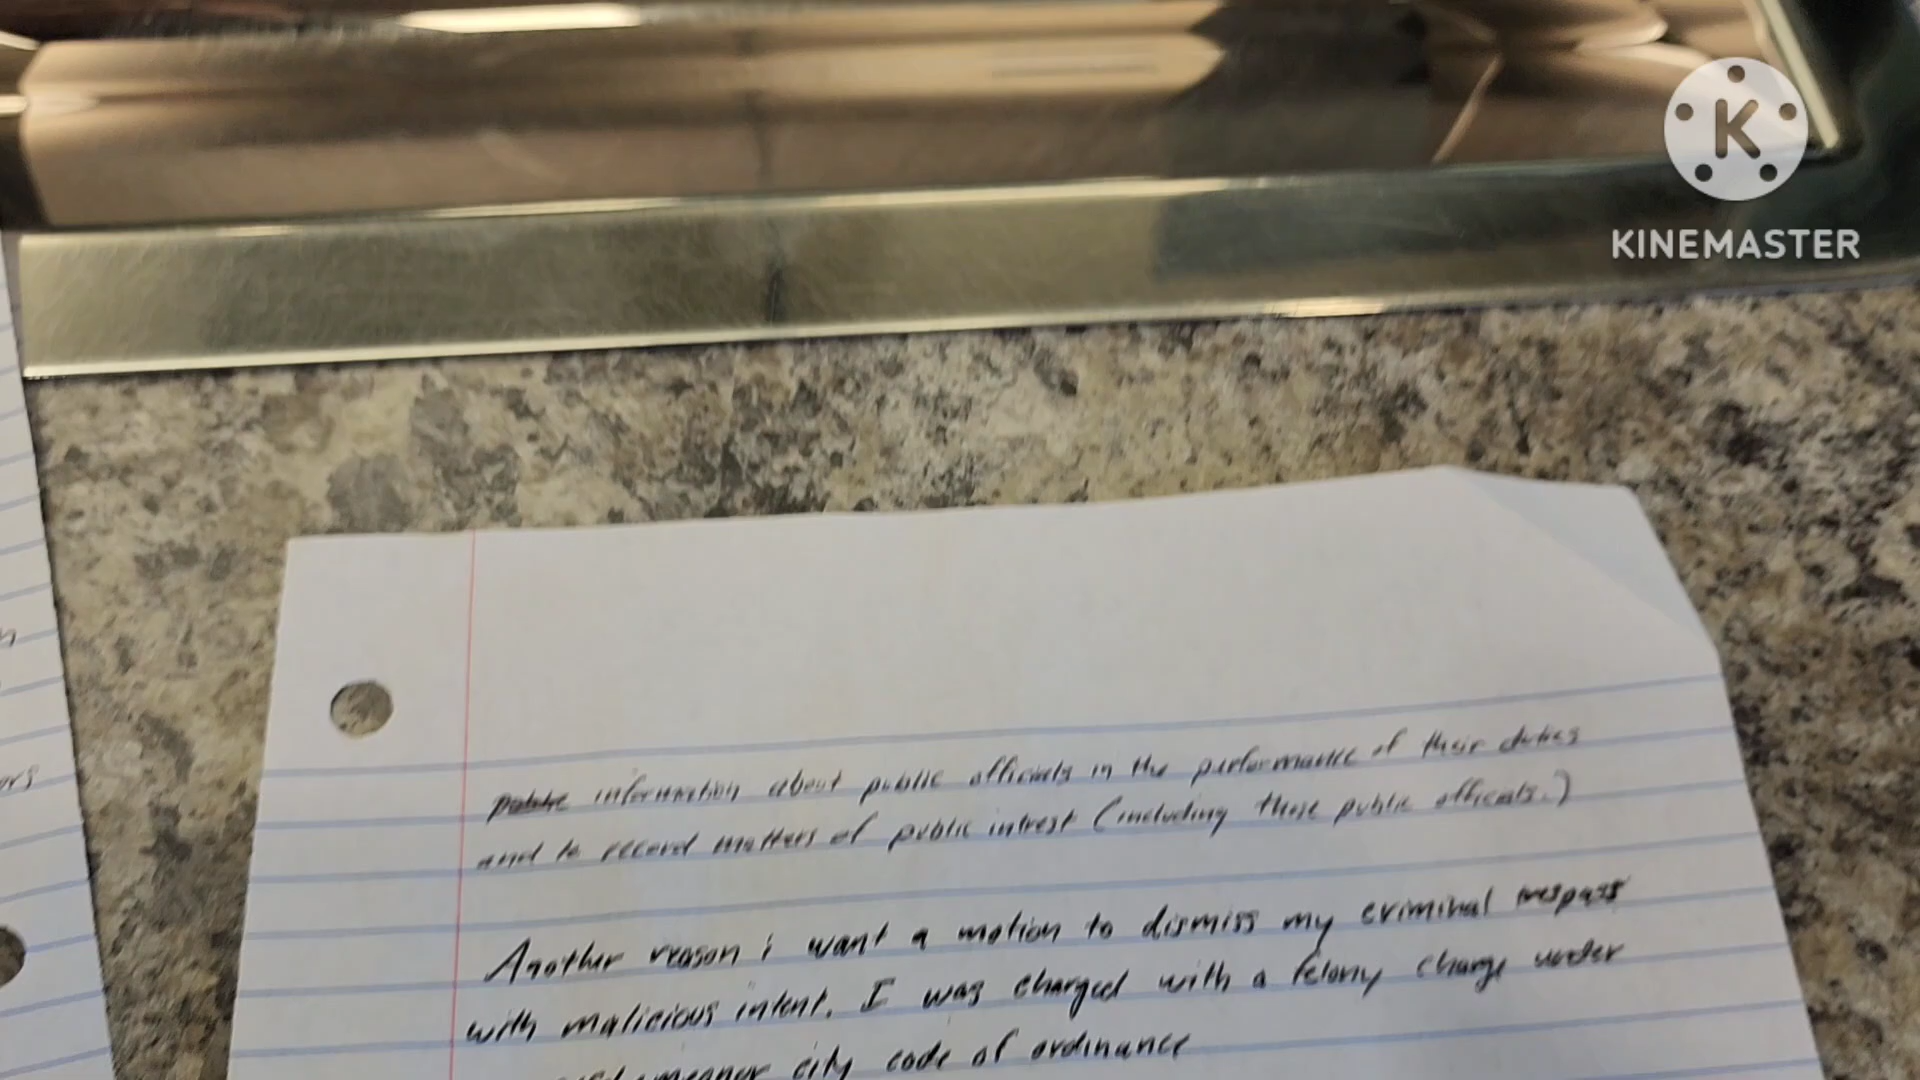 K
KINEMASTER
information about public officials in the performance of their duties
and to record matters of public intrest (including those public officials.)
Another reason i want a motion to dismiss my criminal trespass
with malicious intent. I was charged with a felony charge under
city code of ordinance